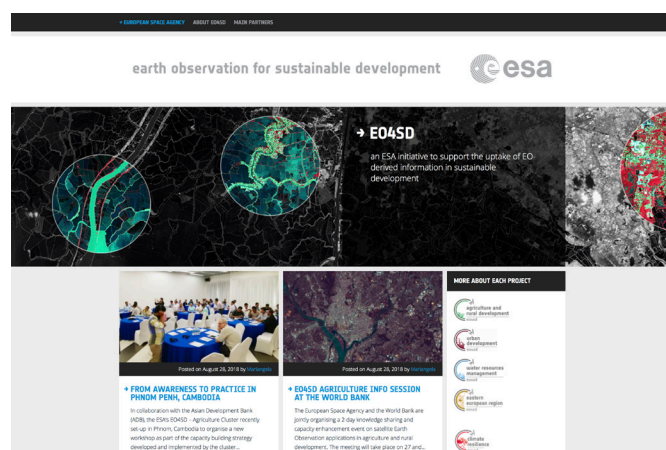 → EUROPEAN SPACE AGENCY ABOUT EO4SD MAIN PARTNERS
earth observation for sustainable development
esa
→ EO4SD
an ESA initiative to support the uptake of EO-
derived information in sustainable
development
MORE ABOUT EACH PROJECT
agriculture and
rural development
urban
development
water resources
management
eastern
european region
climate
resilience
Posted on August 28, 2018 by Mariangela
→ FROM AWARENESS TO PRACTICE IN
PHNOM PENH, CAMBODIA
In collaboration with the Asian Development Bank
(ADB), the ESA's EO4SD – Agriculture Cluster recently
set-up in Phnom, Cambodia to organise a new
workshop as part of the capacity building strategy
developed and implemented by the cluster...
Posted on August 28, 2018 by Mariangela
→ EO4SD AGRICULTURE INFO SESSION
AT THE WORLD BANK
The European Space Agency and the World Bank are
jointly organising a 2 day knowledge sharing and
capacity enhancement event on satellite Earth
Observation applications in agriculture and rural
development. The meeting will take place on 27 and...